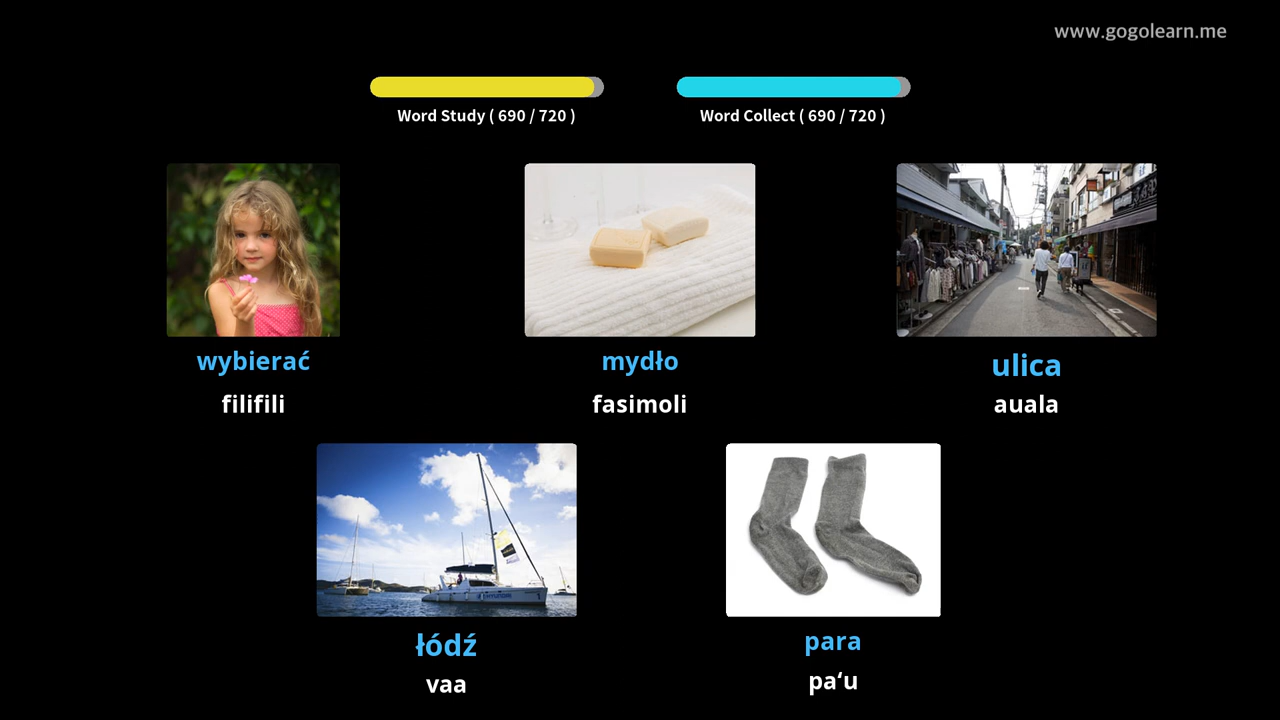 www.gogolearn.me
Word Study ( 690 / 720 )
Word Collect ( 690 / 720 )
wybierać
mydło
ulica
filifili
fasimoli
auala
łódź
para
vaa
pa‘u